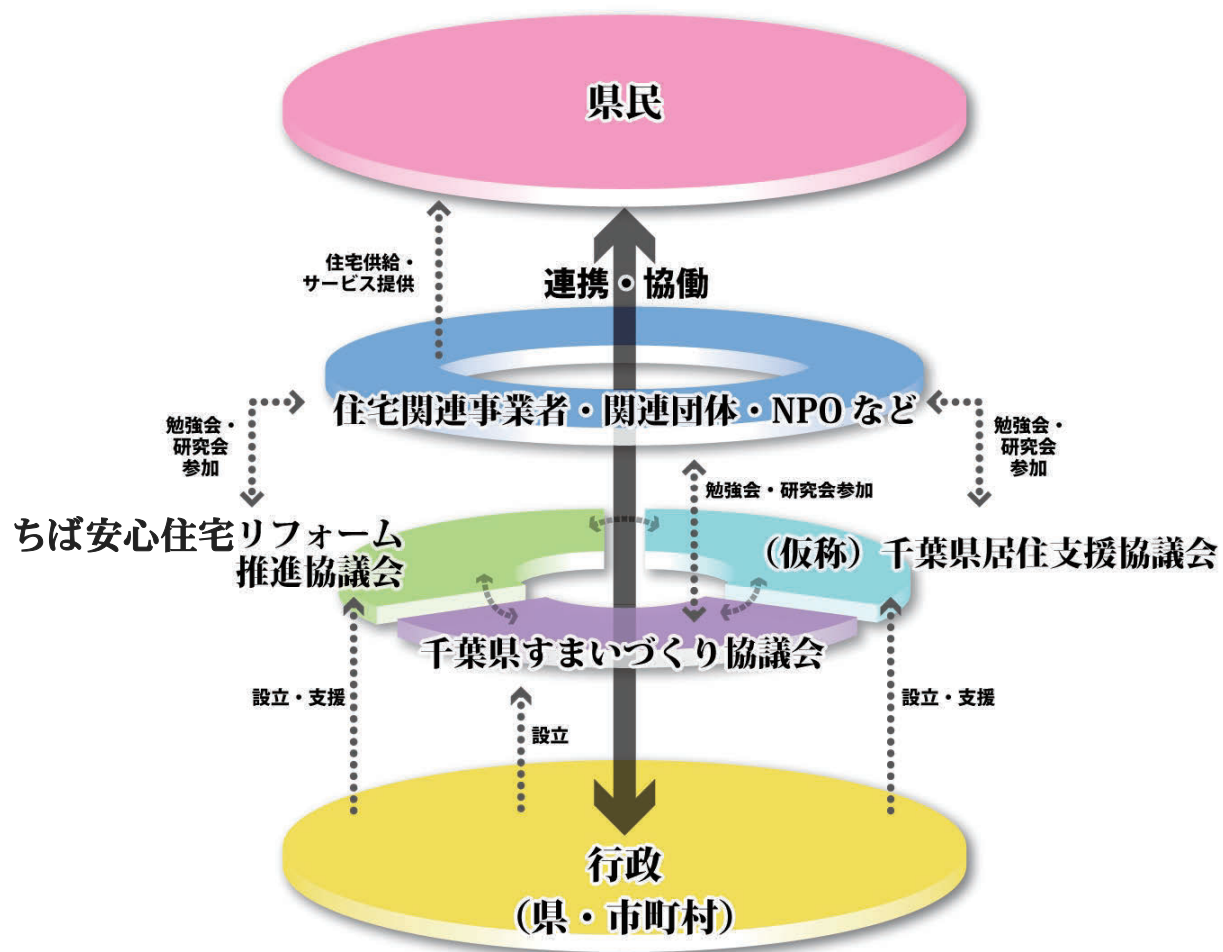 県民
住宅供給・
サービス提供
連携・協働
住宅関連事業者・関連団体・NPO など
勉強会・
研究会
参加
勉強会・
研究会
参加
勉強会・研究会参加
ちば安心住宅リフォーム
推進協議会
（仮称）千葉県居住支援協議会
千葉県すまいづくり協議会
設立・支援
設立
設立・支援
行政
（県・市町村）